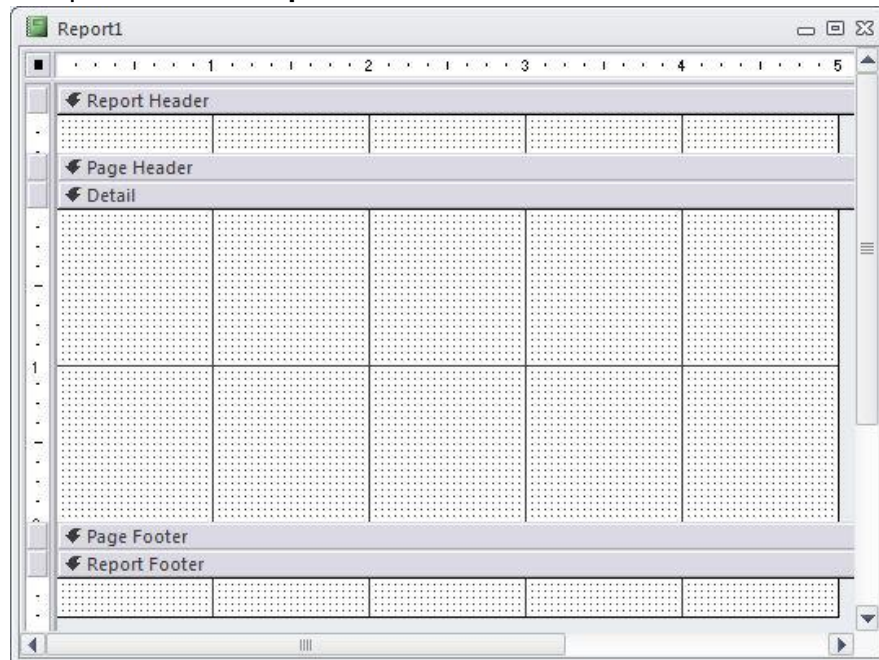 Report1
1 2 3 4 5
Report Header
Page Header
Detail
1
Page Footer
Report Footer